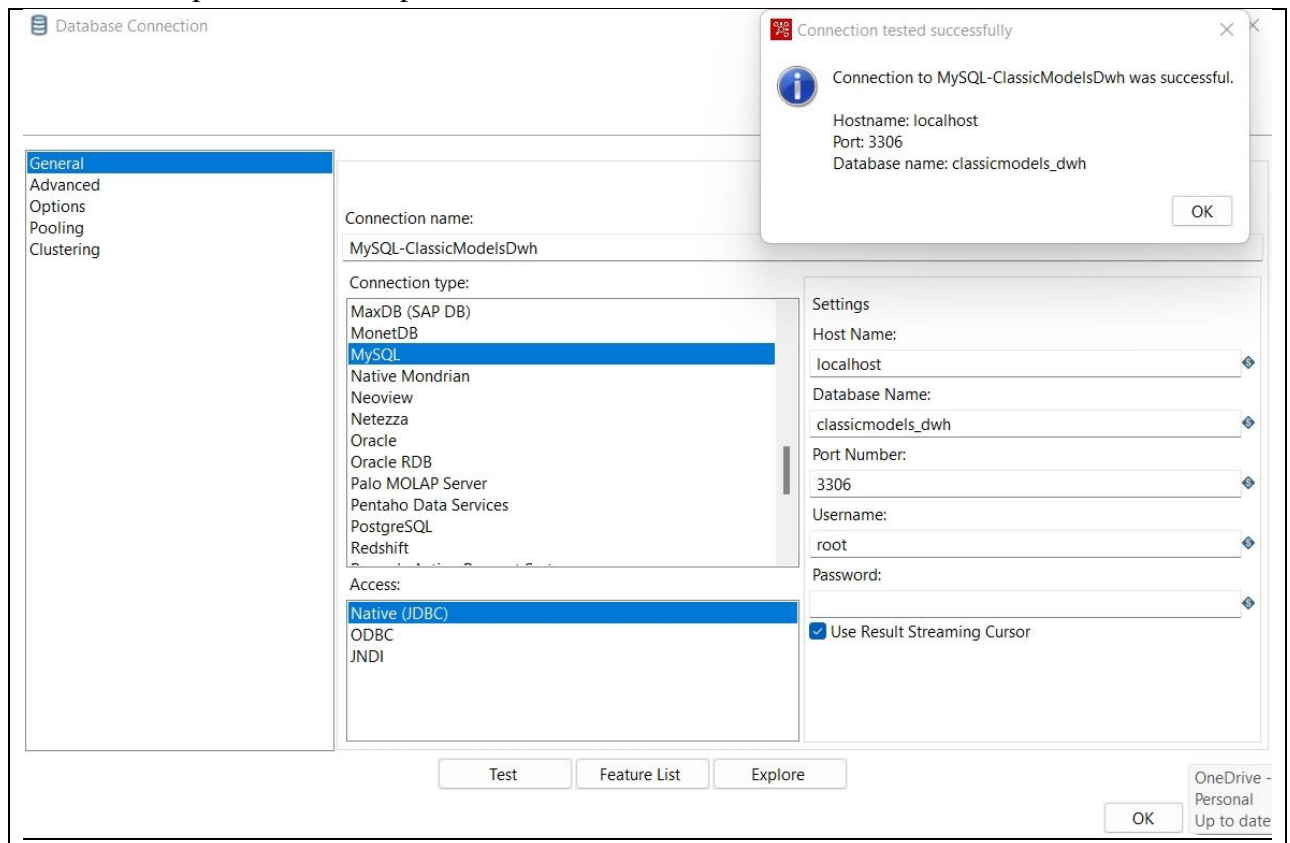 Database Connection
Connection tested successfully
Connection to MySQL-ClassicModelsDwh was successful.
Hostname: localhost
Port: 3306
Database name: classicmodels_dwh
OK
General
Advanced
Options
Pooling
Clustering
Connection name:
MySQL-ClassicModelsDwh
Connection type:
MaxDB (SAP DB)
MonetDB
MySQL
Native Mondrian
Neoview
Netezza
Oracle
Oracle RDB
Palo MOLAP Server
Pentaho Data Services
PostgreSQL
Redshift
Access:
Native (JDBC)
ODBC
JNDI
Settings
Host Name:
localhost
Database Name:
classicmodels_dwh
Port Number:
3306
Username:
root
Password:
Use Result Streaming Cursor
Test
Feature List
Explore
OK
OneDrive -
Personal
Up to date